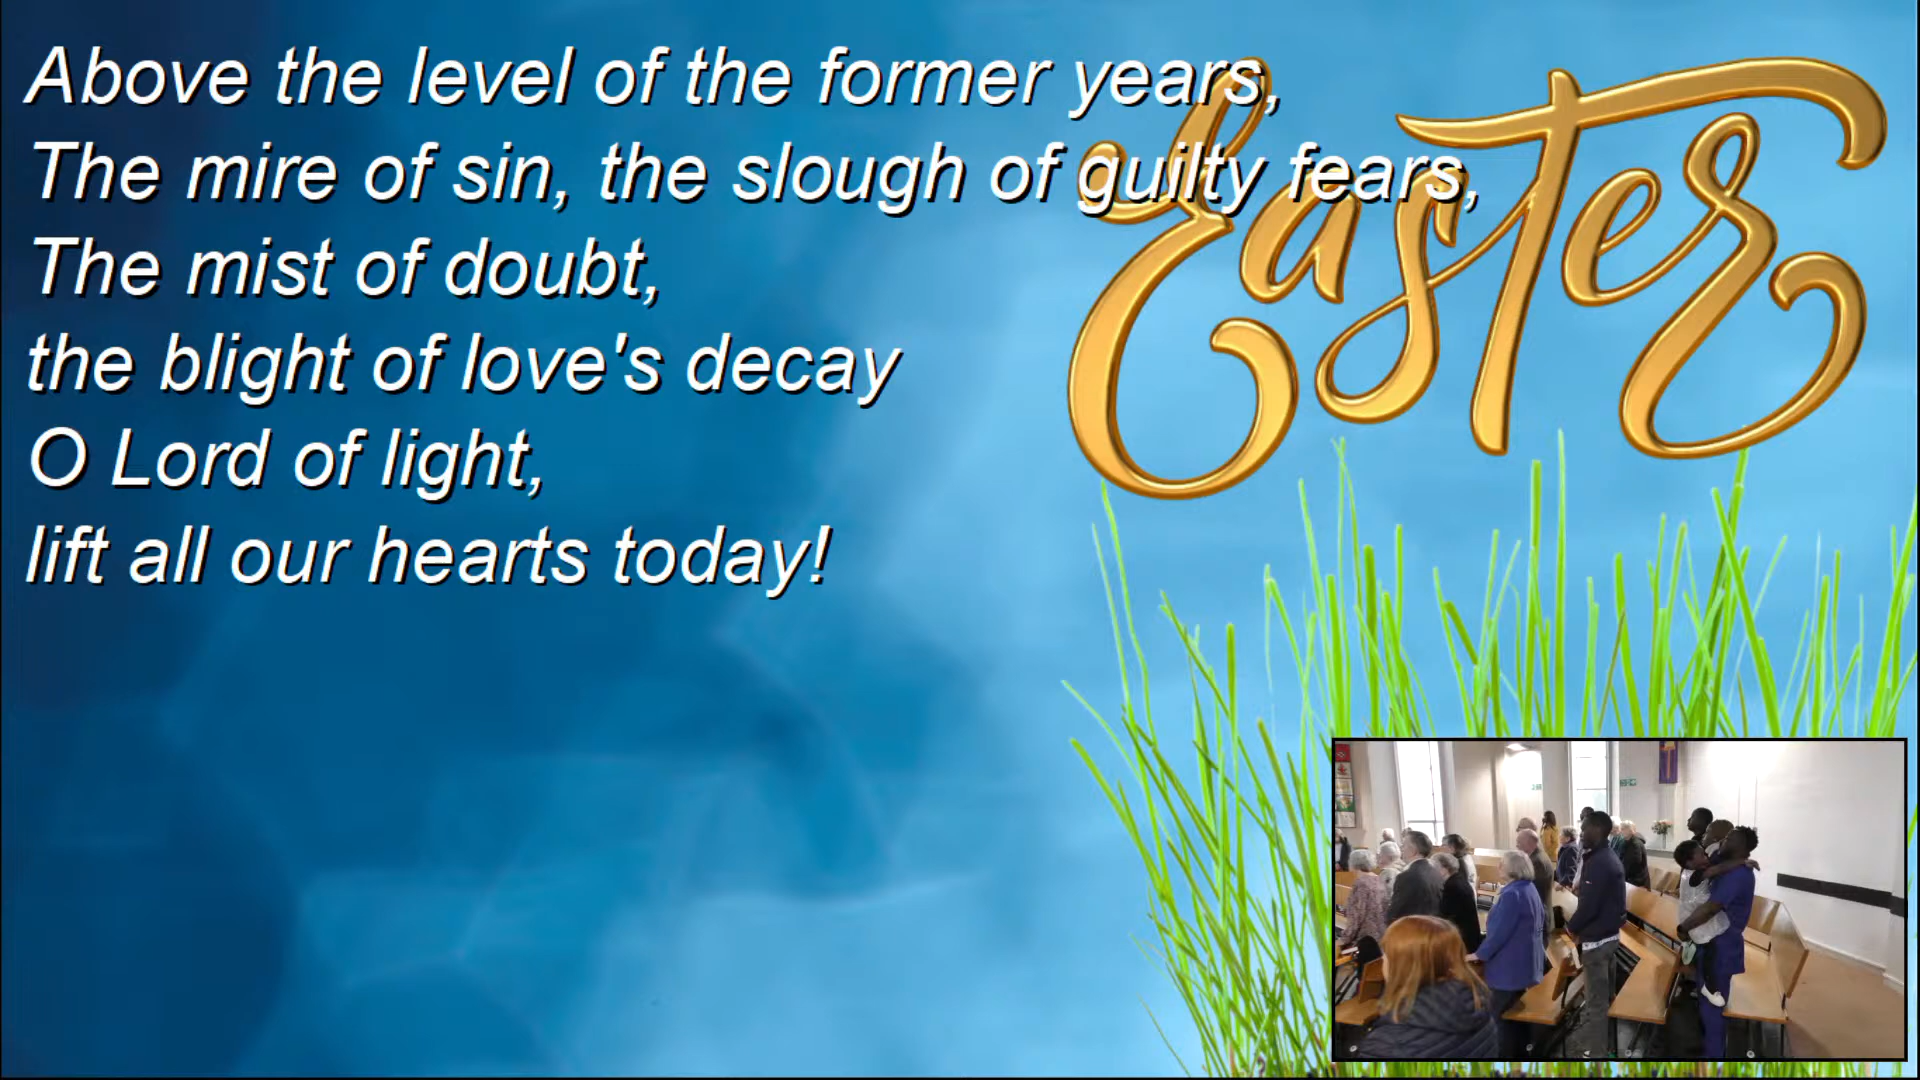 Above the level of the former years,
The mire of sin, the slough of guilty fears,
The mist of doubt,
the blight of love's decay
O Lord of light,
lift all our hearts today!
Easter